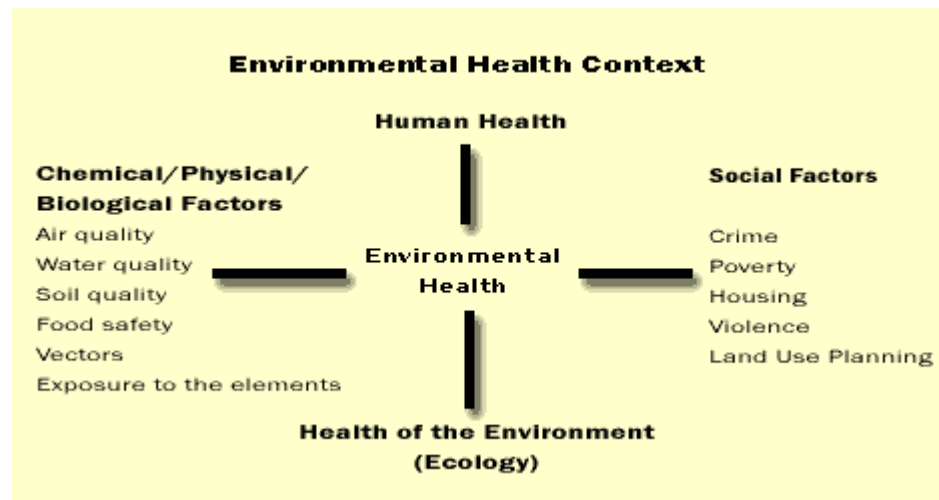 Environmental Health Context
Human Health
Chemical/Physical/
Biological Factors
Air quality
Water quality
Soil quality
Food safety
Vectors
Exposure to the elements
Environmental
Health
Social Factors
Crime
Poverty
Housing
Violence
Land Use Planning
Health of the Environment
(Ecology)